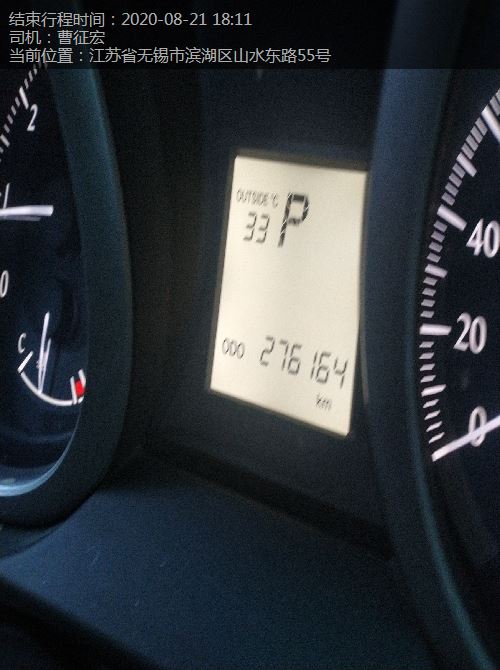 结束行程时间：2020-08-21 18:11
司机：曹征宏
当前位置：江苏省无锡市滨湖区山水东路55号
2
1
0
C
OUTSIDE °C
33
P
ODO 276164
km
40
20
0